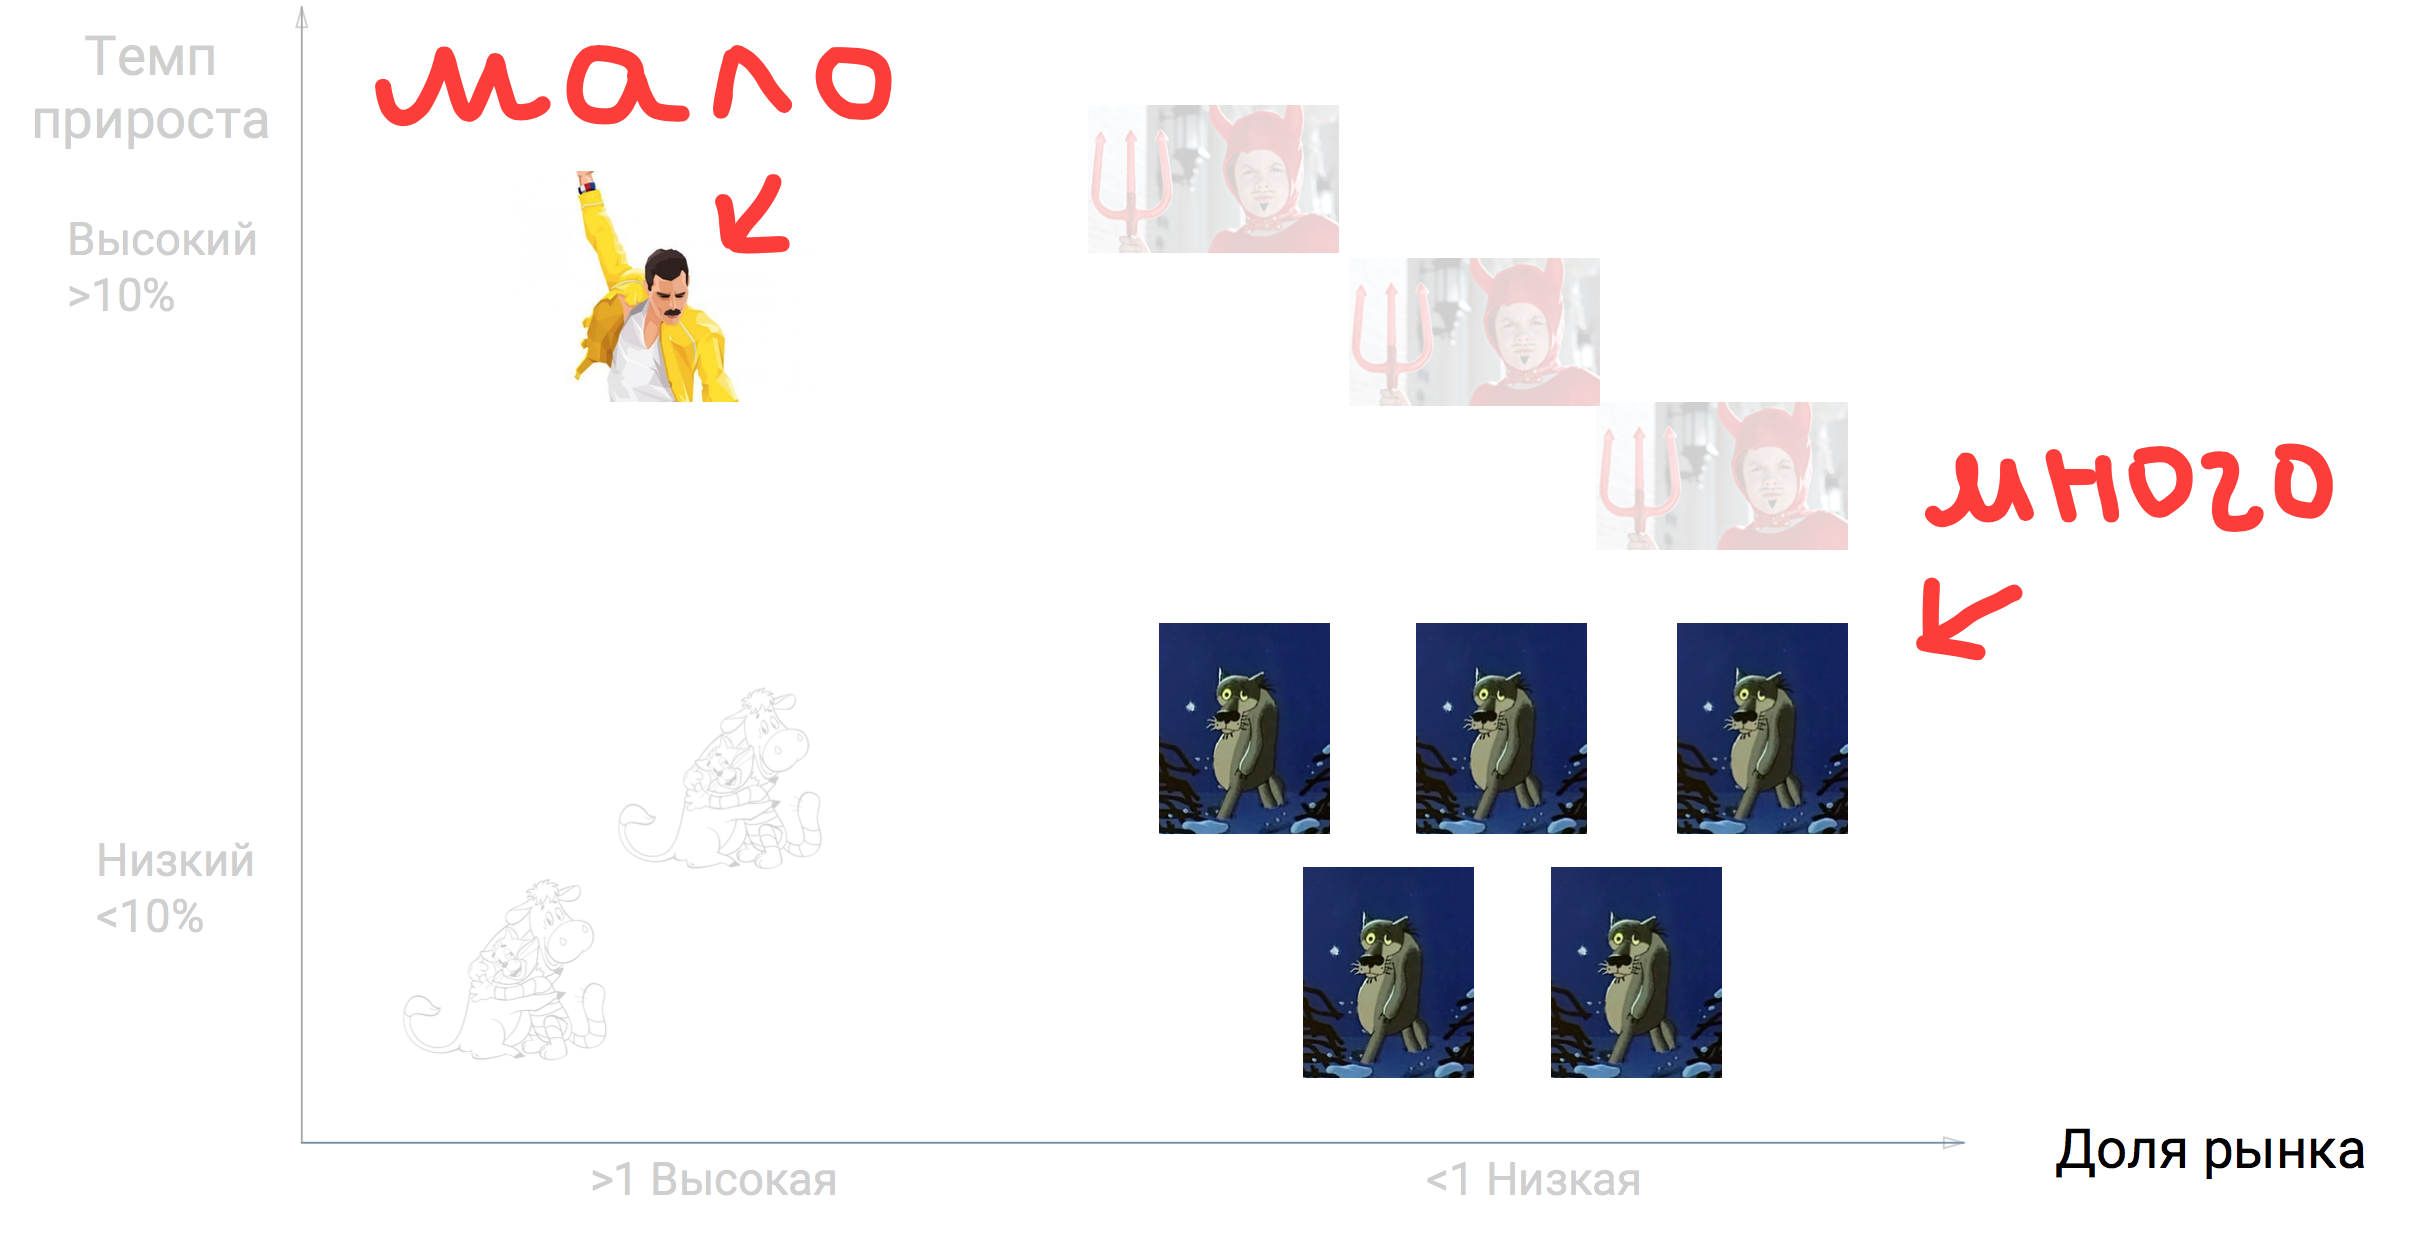 Темп
прироста
мало
Высокий
>10%
много
Низкий
<10%
>1 Высокая
<1 Низкая
Доля рынка